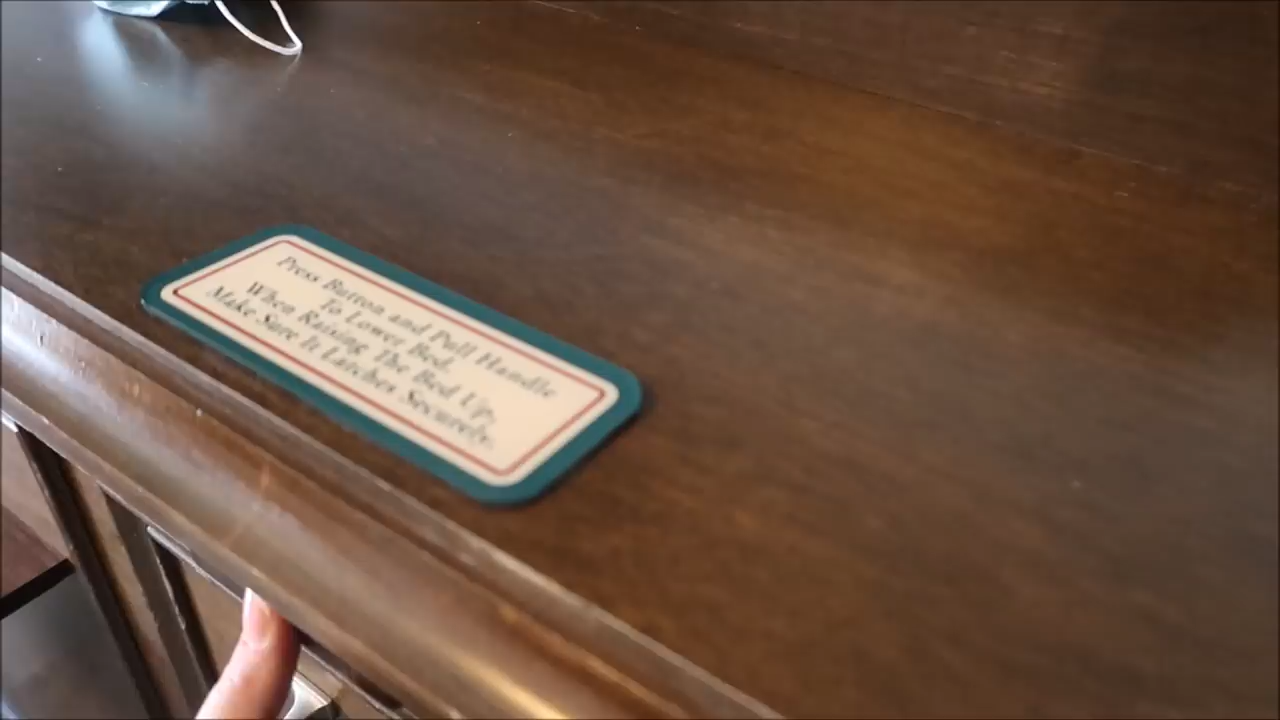 Press Button and Pull Handle
To Lower Bed.
When Raising The Bed Up,
Make Sure It Latches Securely.